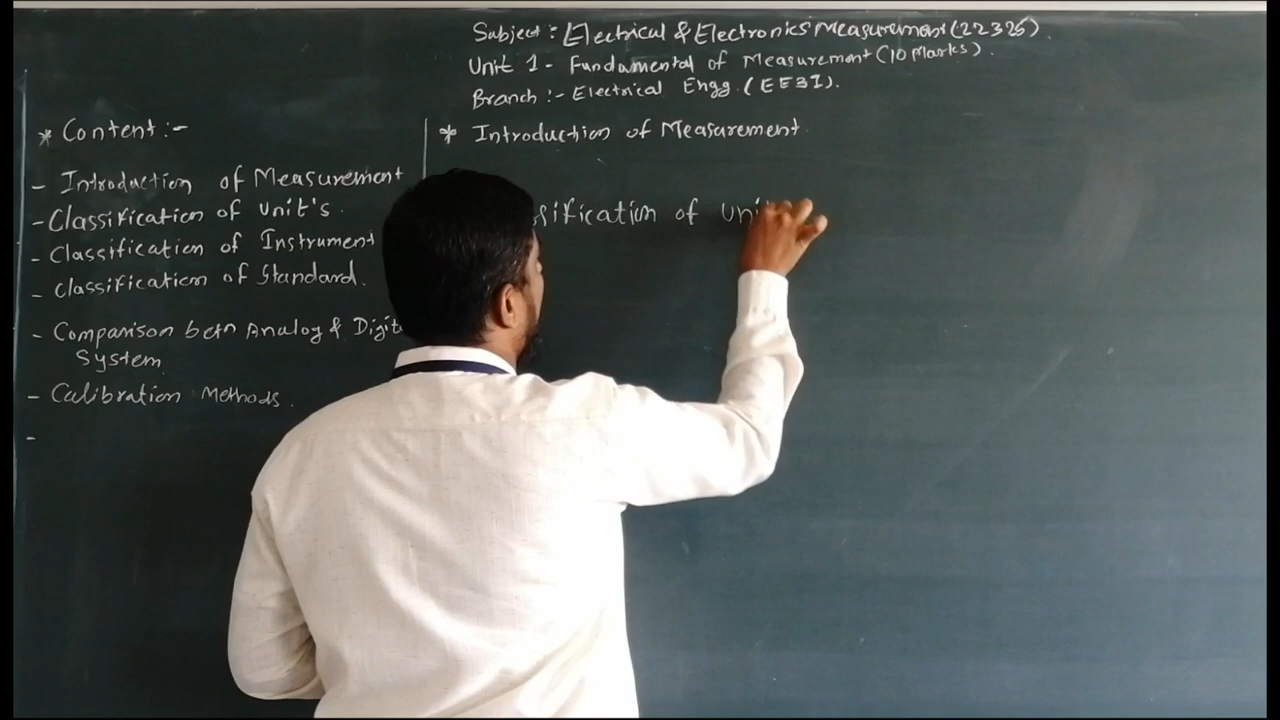 Subject : Electrical & Electronics Measurement (22325).
Unit 1 - Fundamental of Measurement (10 Marks).
Branch :- Electrical Engg. (EE3I).
* Content :-
- Introduction of Measurement
- Classification of unit's.
- Classification of Instrument
- Classification of Standard.
- Comparison betn Analog & Digit
System.
- Calibration Methods.
-
* Introduction of Measurement.
ssification of uni